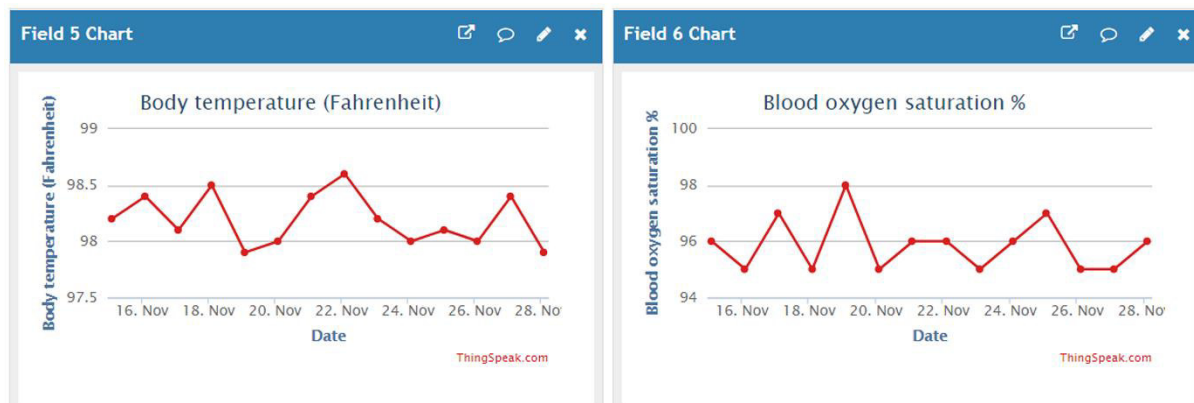 Field 5 Chart
Body temperature (Fahrenheit)
Body temperature (Fahrenheit)
99
98.5
98
97.5
16. Nov 18. Nov 20. Nov 22. Nov 24. Nov 26. Nov 28. Nov
Date
ThingSpeak.com
Field 6 Chart
Blood oxygen saturation %
Blood oxygen saturation %
100
98
96
94
16. Nov 18. Nov 20. Nov 22. Nov 24. Nov 26. Nov 28. Nov
Date
ThingSpeak.com